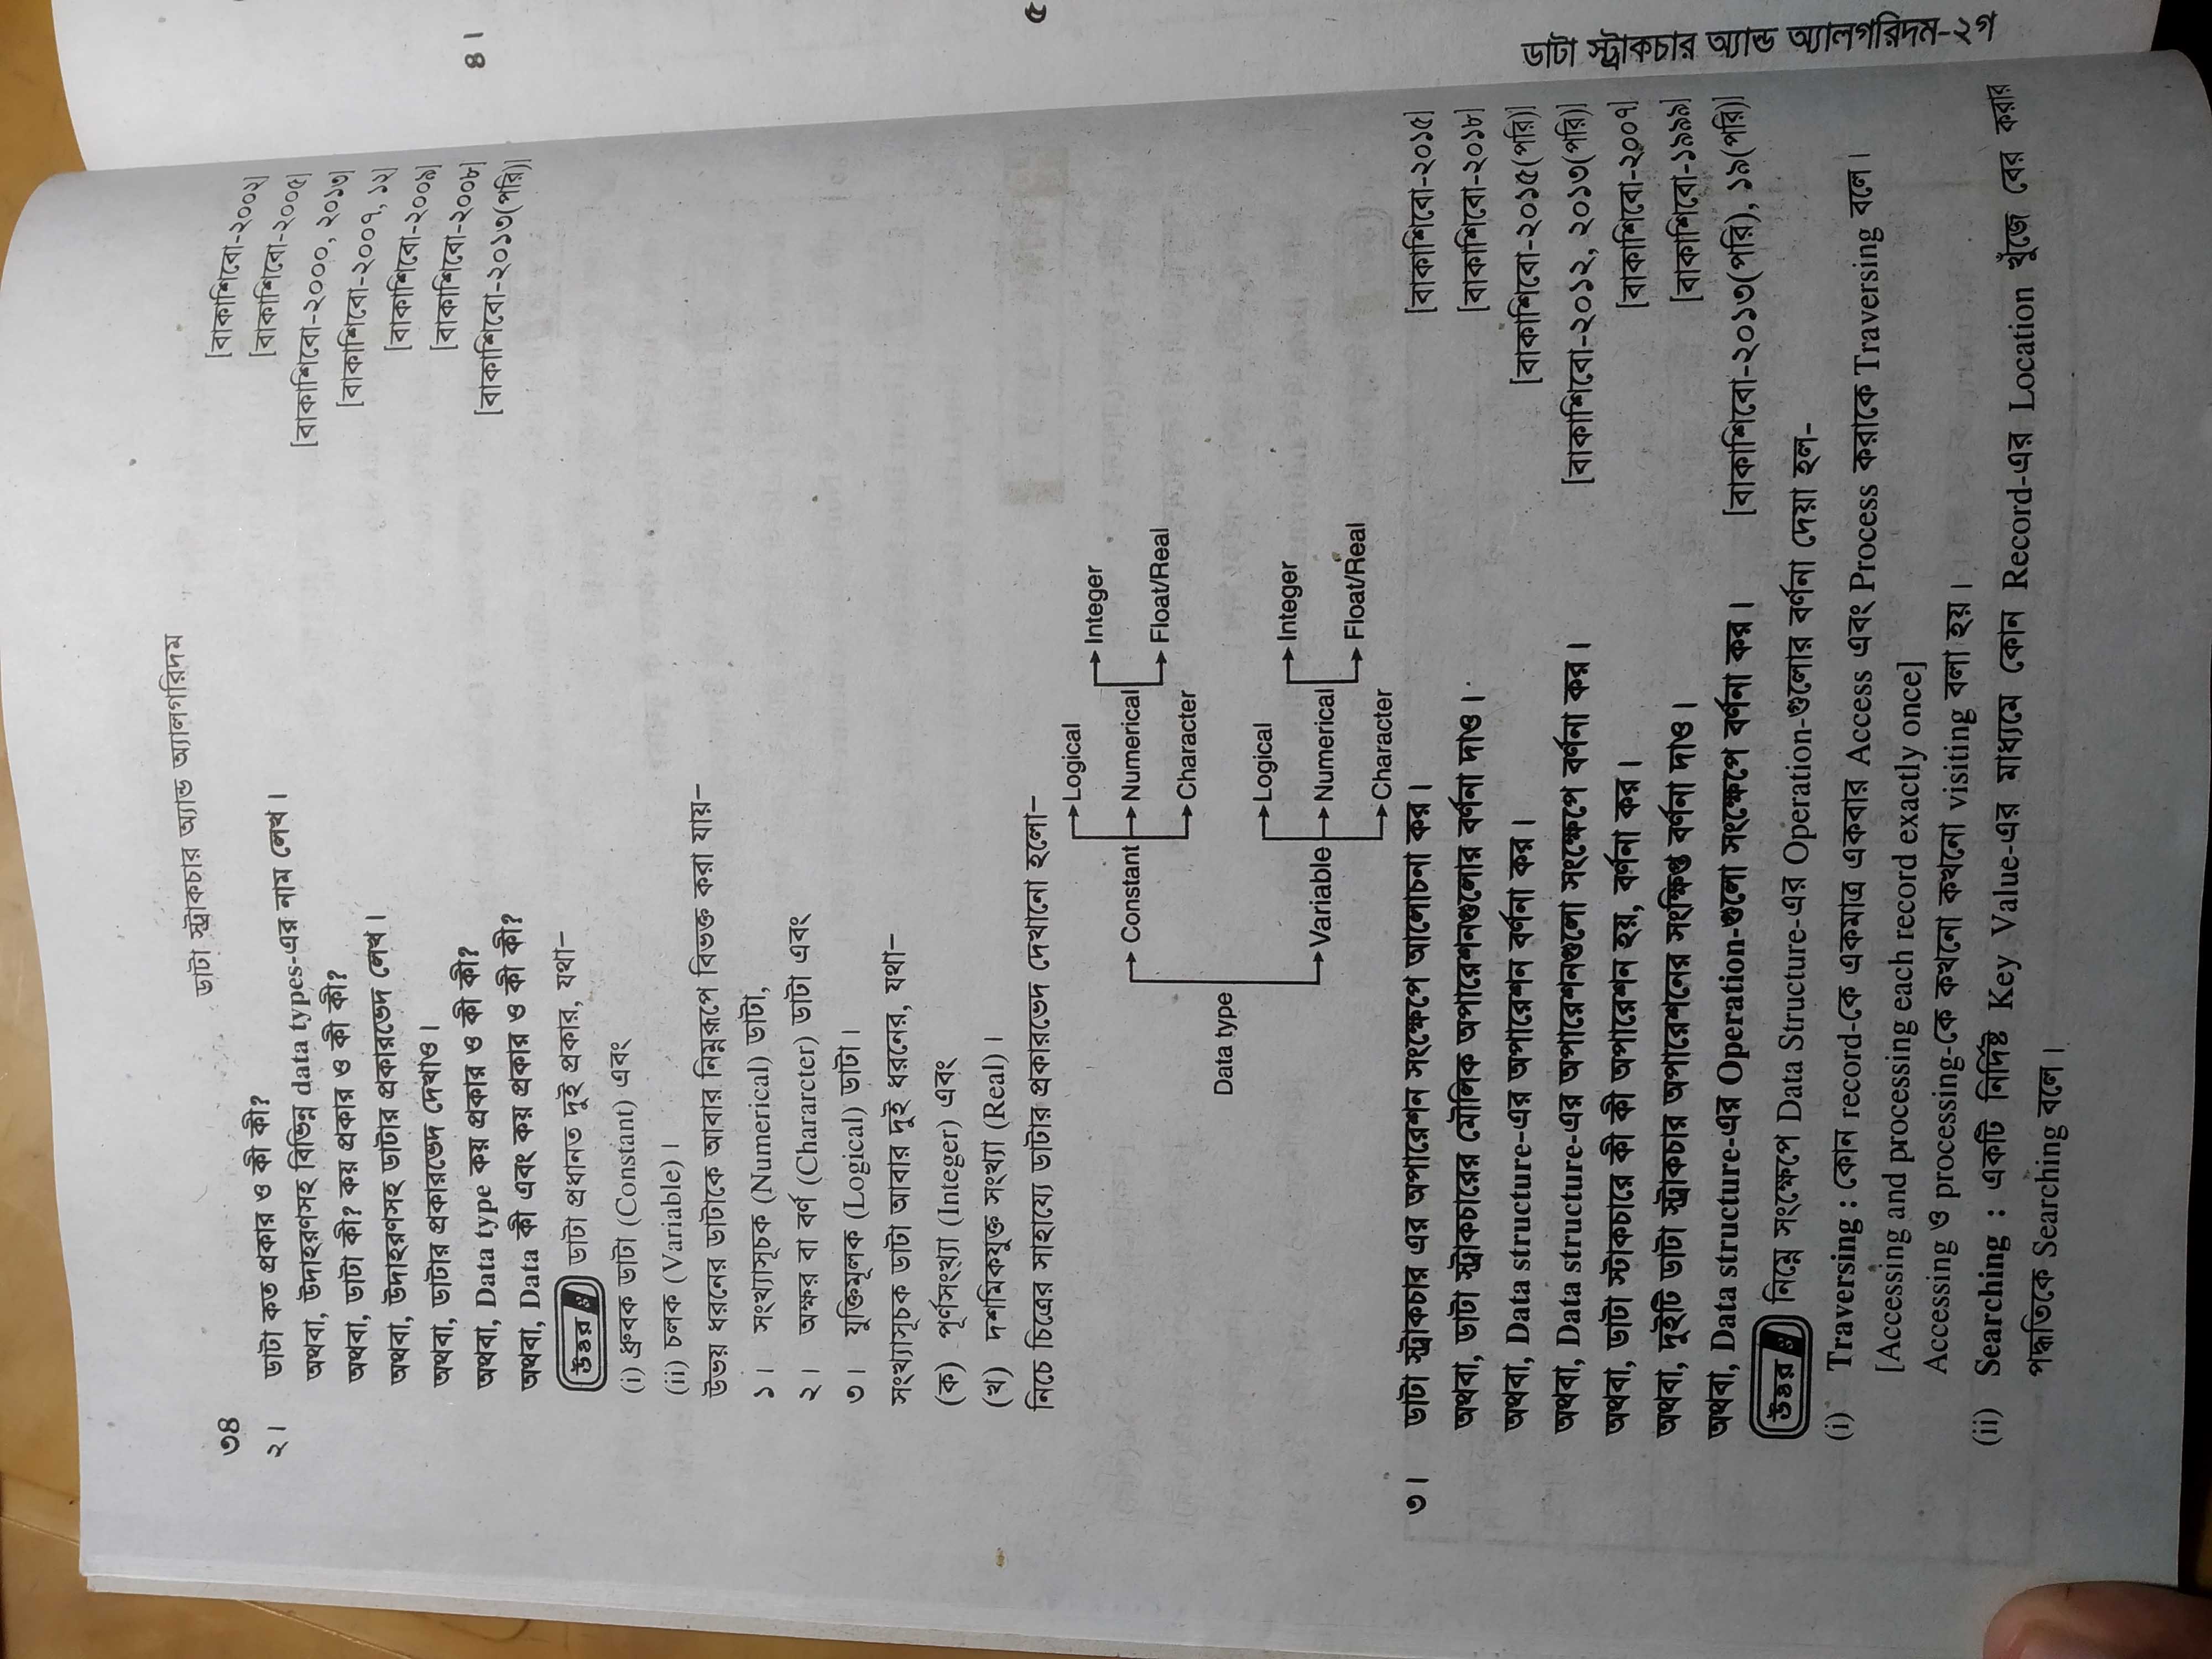 ৩৪
ডাটা স্ট্রাকচার অ্যান্ড অ্যালগরিদম
২। ডাটা কত প্রকার ও কী কী? [বাকাশিবো-২০০২]
অথবা, উদাহরণসহ বিভিন্ন data types-এর নাম লেখ। [বাকাশিবো-২০০৫]
অথবা, ডাটা কী? কয় প্রকার ও কী কী? [বাকাশিবো-২০০০, ২০১৩]
অথবা, উদাহরণসহ ডাটার প্রকারভেদ লেখ। [বাকাশিবো-২০০৭, ১২]
অথবা, ডাটার প্রকারভেদ দেখাও। [বাকাশিবো-২০০৯]
অথবা, Data type কয় প্রকার ও কী কী? [বাকাশিবো-২০০৮]
অথবা, Data কী এবং কয় প্রকার ও কী কী? [বাকাশিবো-২০১৩(পরি)]
উত্তর ঃ ডাটা প্রধানত দুই প্রকার, যথা–
(i) ধ্রুবক ডাটা (Constant) এবং
(ii) চলক (Variable)।
উভয় ধরনের ডাটাকে আবার নিম্নরূপে বিভক্ত করা যায়–
১। সংখ্যাসূচক (Numerical) ডাটা,
২। অক্ষর বা বর্ণ (Chararcter) ডাটা এবং
৩। যুক্তিমূলক (Logical) ডাটা।
সংখ্যাসূচক ডাটা আবার দুই ধরনের, যথা–
(ক) পূর্ণসংখ্যা (Integer) এবং
(খ) দশমিকযুক্ত সংখ্যা (Real)।
নিচে চিত্রের সাহায্যে ডাটার প্রকারভেদ দেখানো হলো–
Logical
Integer
Constant
Numerical
Float/Real
Character
Data type
Logical
Integer
Variable
Numerical
Float/Real
Character
৩। ডাটা স্ট্রাকচার এর অপারেশন সংক্ষেপে আলোচনা কর। [বাকাশিবো-২০১৫]
অথবা, ডাটা স্ট্রাকচারের মৌলিক অপারেশনগুলোর বর্ণনা দাও। [বাকাশিবো-২০১৮]
অথবা, Data structure-এর অপারেশন বর্ণনা কর। [বাকাশিবো-২০১৫(পরি)]
অথবা, Data structure-এর অপারেশনগুলো সংক্ষেপে বর্ণনা কর। [বাকাশিবো-২০১২, ২০১৩(পরি)]
অথবা, ডাটা স্টাকচারে কী কী অপারেশন হয়, বর্ণনা কর। [বাকাশিবো-২০০৭]
অথবা, দুইটি ডাটা স্ট্রাকচার অপারেশনের সংক্ষিপ্ত বর্ণনা দাও। [বাকাশিবো-১৯৯৯]
অথবা, Data structure-এর Operation-গুলো সংক্ষেপে বর্ণনা কর। [বাকাশিবো-২০১৩(পরি), ১৯(পরি)]
উত্তর ঃ নিম্নে সংক্ষেপে Data Structure-এর Operation-গুলোর বর্ণনা দেয়া হল-
(i) Traversing : কোন record-কে একমাত্র একবার Access এবং Process করাকে Traversing বলে।
[Accessing and processing each record exactly once]
Accessing ও processing-কে কখনো কখনো visiting বলা হয়।
(ii) Searching : একটি নির্দিষ্ট Key Value-এর মাধ্যমে কোন Record-এর Location খুঁজে বের করার
পদ্ধতিকে Searching বলে।
ডাটা স্ট্রাকচার অ্যান্ড অ্যালগরিদম-২গ
৪।
৫